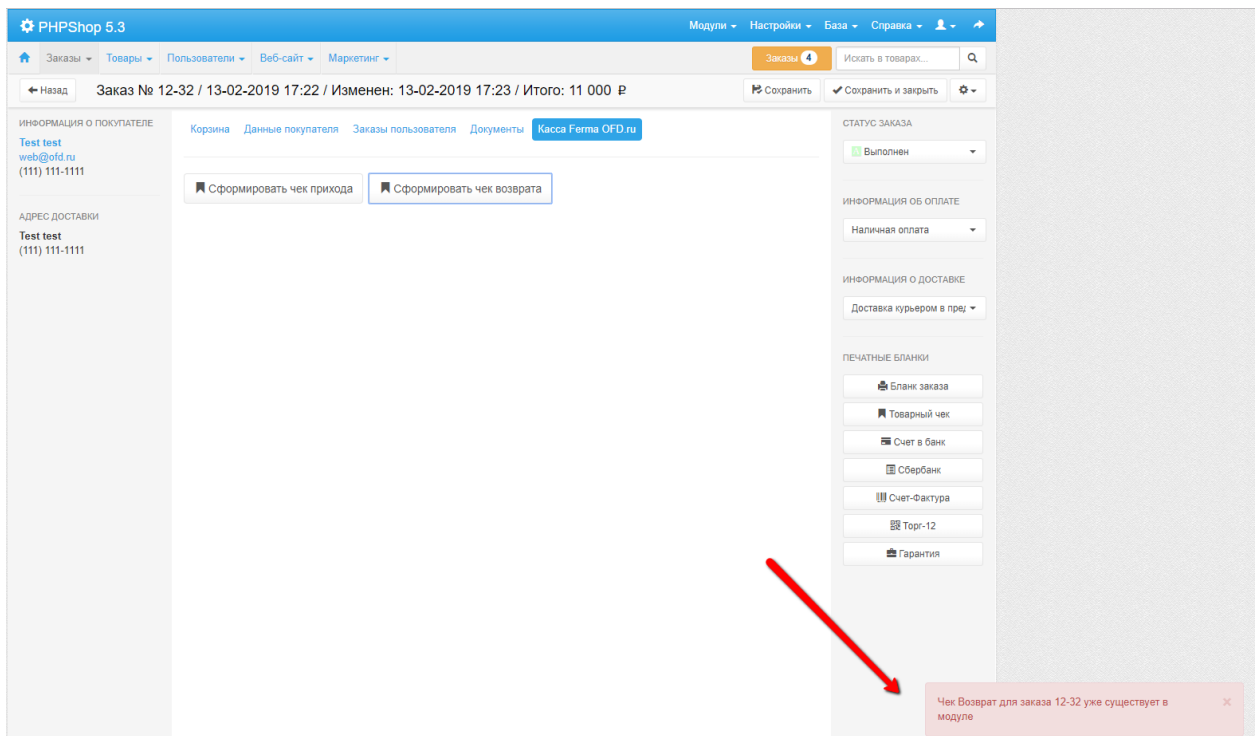 PHPShop 5.3
Модули Настройки База Справка
Заказы Товары Пользователи Веб-сайт Маркетинг
Заказы 4 Искать в товарах...
Назад Заказ № 12-32 / 13-02-2019 17:22 / Изменен: 13-02-2019 17:23 / Итого: 11 000 ₽
Сохранить Сохранить и закрыть
ИНФОРМАЦИЯ О ПОКУПАТЕЛЕ
Test test
web@ofd.ru
(111) 111-1111
АДРЕС ДОСТАВКИ
Test test
(111) 111-1111
Корзина Данные покупателя Заказы пользователя Документы Касса Ferma OFD.ru
Сформировать чек прихода Сформировать чек возврата
СТАТУС ЗАКАЗА
Выполнен
ИНФОРМАЦИЯ ОБ ОПЛАТЕ
Наличная оплата
ИНФОРМАЦИЯ О ДОСТАВКЕ
Доставка курьером в пред
ПЕЧАТНЫЕ БЛАНКИ
Бланк заказа
Товарный чек
Счет в банк
Сбербанк
Счет-Фактура
Торг-12
Гарантия
Чек Возврат для заказа 12-32 уже существует в
модуле